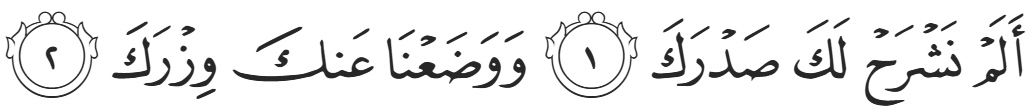 أَلَمْ نَشْرَحْ لَكَ صَدْرَكَ ١ وَوَضَعْنَا عَنكَ وِزْرَكَ ٢